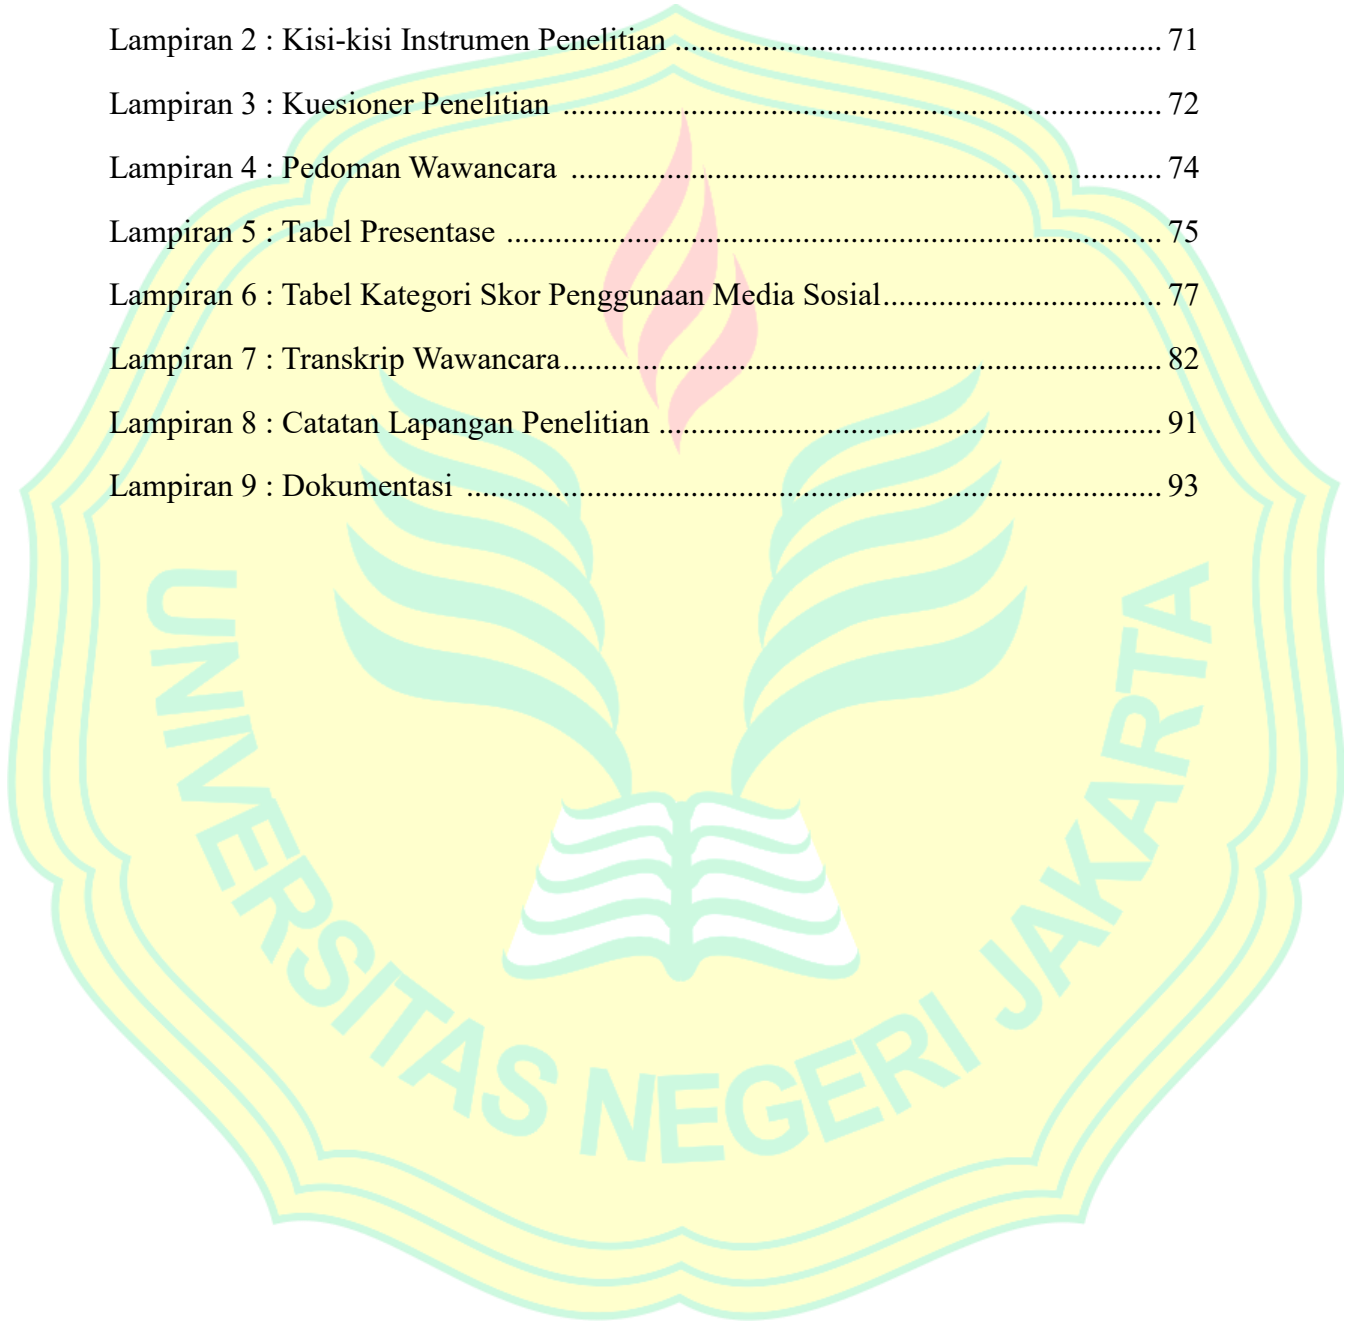 Lampiran 2 : Kisi-kisi Instrumen Penelitian ............................................................. 71
Lampiran 3 : Kuesioner Penelitian ........................................................................... 72
Lampiran 4 : Pedoman Wawancara .......................................................................... 74
Lampiran 5 : Tabel Presentase .................................................................................. 75
Lampiran 6 : Tabel Kategori Skor Penggunaan Media Sosial................................... 77
Lampiran 7 : Transkrip Wawancara........................................................................... 82
Lampiran 8 : Catatan Lapangan Penelitian ............................................................... 91
Lampiran 9 : Dokumentasi ....................................................................................... 93
UNIVERSITAS NEGERI JAKARTA